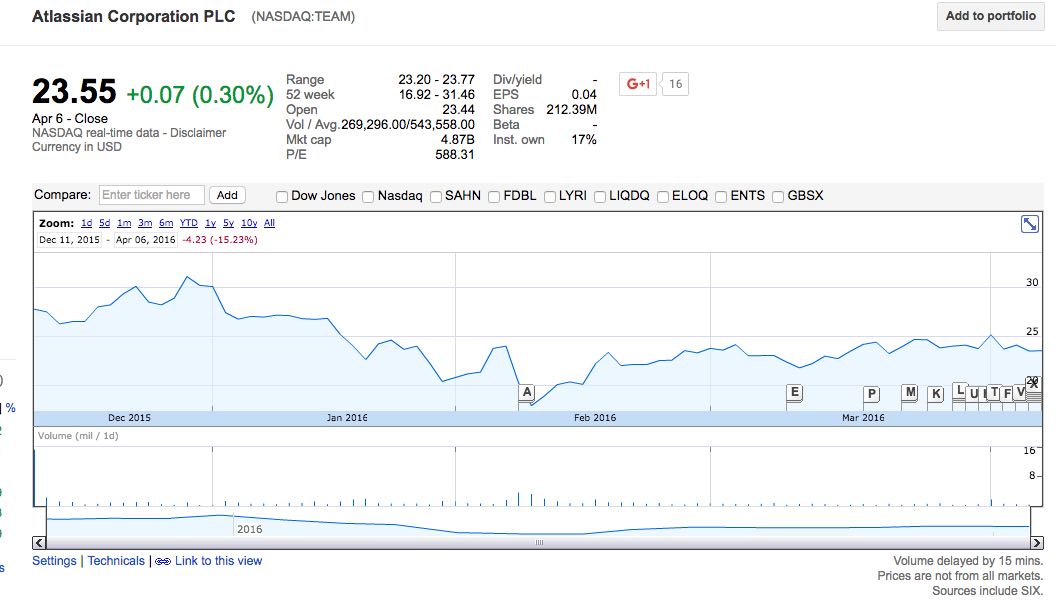 Atlassian Corporation PLC (NASDAQ:TEAM)
Add to portfolio
23.55 +0.07 (0.30%)
Apr 6 - Close
NASDAQ real-time data - Disclaimer
Currency in USD
Range 23.20 - 23.77
52 week 16.92 - 31.46
Open 23.44
Vol / Avg. 269,296.00/543,558.00
Mkt cap 4.87B
P/E 588.31
Div/yield -
EPS 0.04
Shares 212.39M
Beta -
Inst. own 17%
G+1 16
Compare: Enter ticker here Add Dow Jones Nasdaq SAHN FDBL LYRI LIQDQ ELOQ ENTS GBSX
Zoom: 1d 5d 1m 3m 6m YTD 1y 5y 10y All
Dec 11, 2015 - Apr 06, 2016 -4.23 (-15.23%)
30
25
20
A E P M K L U T F V X
Dec 2015 Jan 2016 Feb 2016 Mar 2016
Volume (mil / 1d)
16
8
2016
Settings | Technicals | Link to this view
Volume delayed by 15 mins.
Prices are not from all markets.
Sources include SIX.
)
%